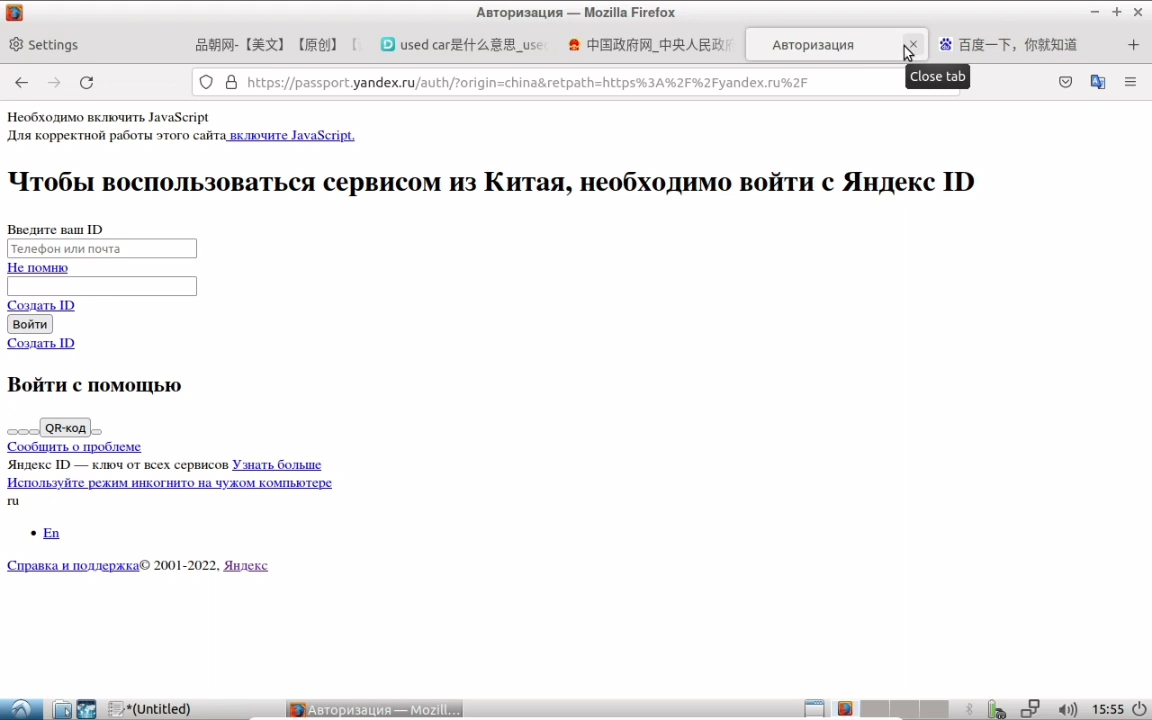 Авторизация — Mozilla Firefox
Settings
品朝网-【美文】【原创】
used car是什么意思_use
中国政府网_中央人民政府
Авторизация
百度一下，你就知道
https://passport.yandex.ru/auth/?origin=china&retpath=https%3A%2F%2Fyandex.ru%2F
Close tab
Необходимо включить JavaScript
Для корректной работы этого сайта включите JavaScript.
Чтобы воспользоваться сервисом из Китая, необходимо войти с Яндекс ID
Введите ваш ID
Телефон или почта
Не помню
Создать ID
Войти
Создать ID
Войти с помощью
QR-код
Сообщить о проблеме
Яндекс ID — ключ от всех сервисов Узнать больше
Используйте режим инкогнито на чужом компьютере
ru
En
Справка и поддержка© 2001-2022, Яндекс
*(Untitled)
Авторизация — Mozill...
15:55